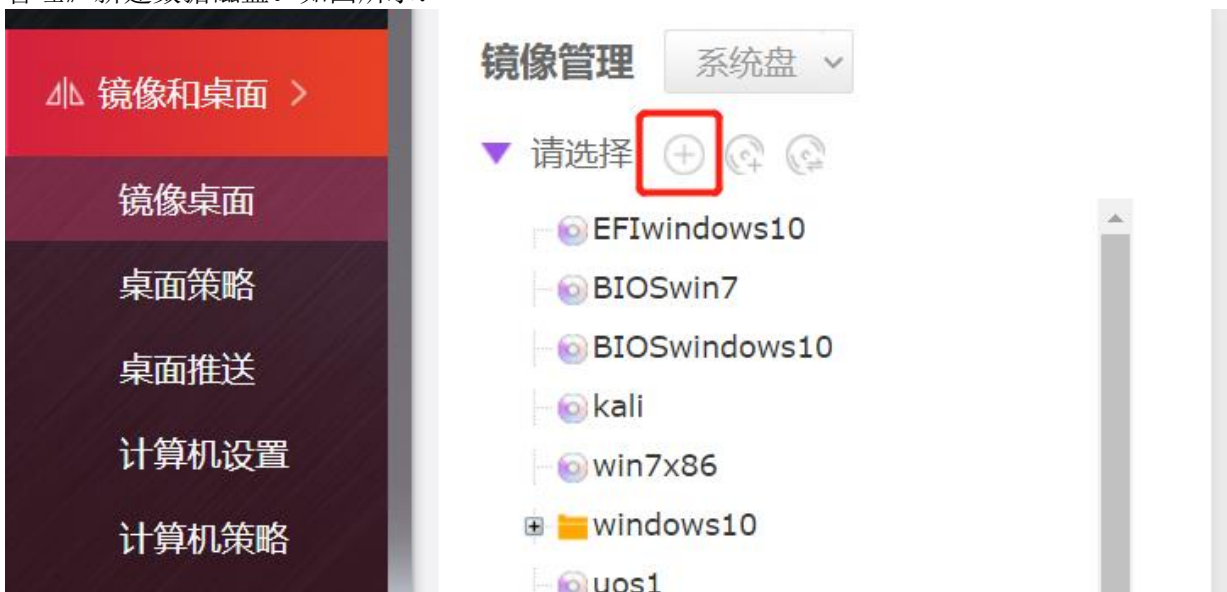 镜像和桌面
镜像桌面
桌面策略
桌面推送
计算机设置
计算机策略
镜像管理 系统盘
请选择
EFIwindows10
BIOSwin7
BIOSwindows10
kali
win7x86
windows10
uos1